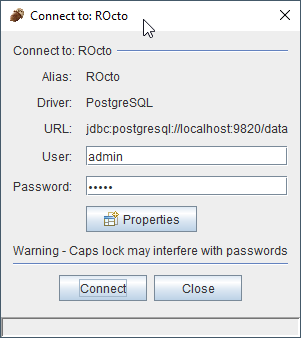 Connect to: ROcto
Connect to: ROcto
Alias: ROcto
Driver: PostgreSQL
URL: jdbc:postgresql://localhost:9820/data
User: admin
Password: •••••
Properties
Warning - Caps lock may interfere with passwords
Connect Close